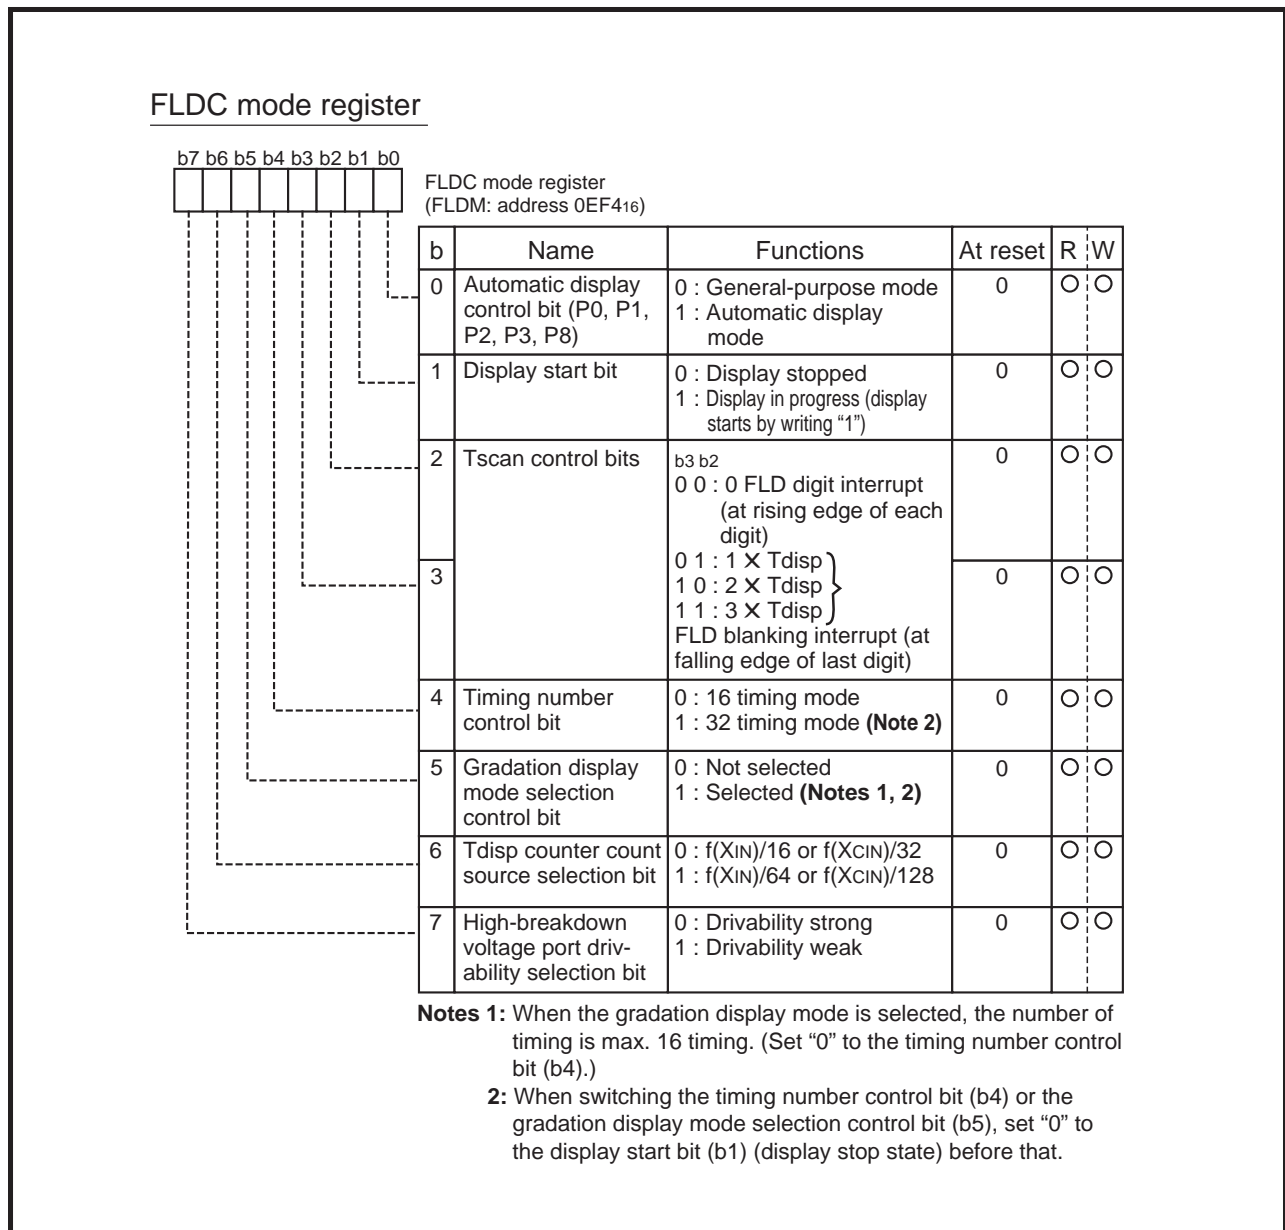 FLDC mode register
b7 b6 b5 b4 b3 b2 b1 b0
FLDC mode register
(FLDM: address 0EF416)
b Name Functions At reset R W
0 Automatic display control bit (P0, P1, P2, P3, P8) 0 : General-purpose mode 0 ○ ○
1 : Automatic display
mode
1 Display start bit 0 : Display stopped 0 ○ ○
1 : Display in progress (display
starts by writing “1”)
2 Tscan control bits b3 b2 0 ○ ○
0 0 : 0 FLD digit interrupt
(at rising edge of each
digit)
0 1 : 1 ✕ Tdisp
3 1 0 : 2 ✕ Tdisp 0 ○ ○
1 1 : 3 ✕ Tdisp
FLD blanking interrupt (at
falling edge of last digit)
4 Timing number 0 : 16 timing mode 0 ○ ○
control bit 1 : 32 timing mode (Note 2)
5 Gradation display 0 : Not selected 0 ○ ○
mode selection 1 : Selected (Notes 1, 2)
control bit
6 Tdisp counter count 0 : f(XIN)/16 or f(XCIN)/32 0 ○ ○
source selection bit 1 : f(XIN)/64 or f(XCIN)/128
7 High-breakdown 0 : Drivability strong 0 ○ ○
voltage port driv- 1 : Drivability weak
ability selection bit
Notes 1: When the gradation display mode is selected, the number of
timing is max. 16 timing. (Set “0” to the timing number control
bit (b4).)
2: When switching the timing number control bit (b4) or the
gradation display mode selection control bit (b5), set “0” to
the display start bit (b1) (display stop state) before that.